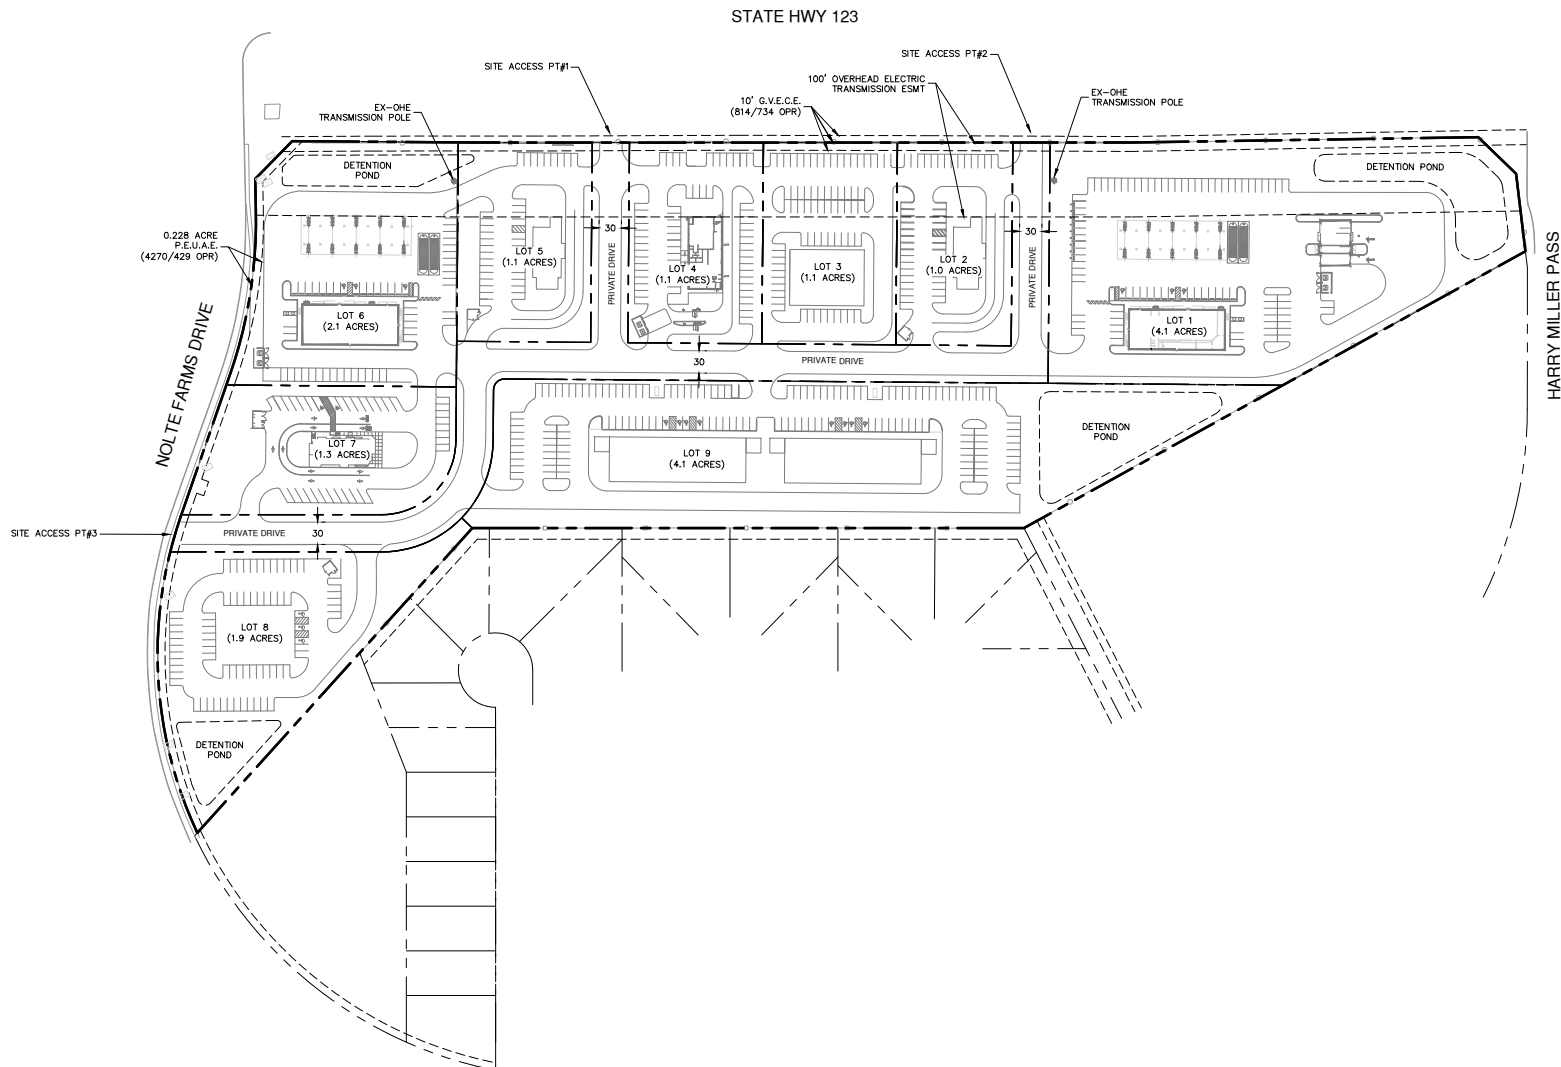 STATE HWY 123
SITE ACCESS PT#1
SITE ACCESS PT#2
100' OVERHEAD ELECTRIC
TRANSMISSION ESMT
EX-OHE
TRANSMISSION POLE
10' G.V.E.C.E.
(814/734 OPR)
EX-OHE
TRANSMISSION POLE
DETENTION
POND
DETENTION POND
0.228 ACRE
P.E.U.A.E.
(4270/429 OPR)
NOLTE FARMS DRIVE
HARRY MILLER PASS
LOT 5
(1.1 ACRES)
30
PRIVATE DRIVE
LOT 4
(1.1 ACRES)
LOT 3
(1.1 ACRES)
LOT 2
(1.0 ACRES)
30
PRIVATE DRIVE
LOT 6
(2.1 ACRES)
LOT 1
(4.1 ACRES)
30
PRIVATE DRIVE
LOT 7
(1.3 ACRES)
LOT 9
(4.1 ACRES)
DETENTION
POND
SITE ACCESS PT#3
PRIVATE DRIVE
30
LOT 8
(1.9 ACRES)
DETENTION
POND